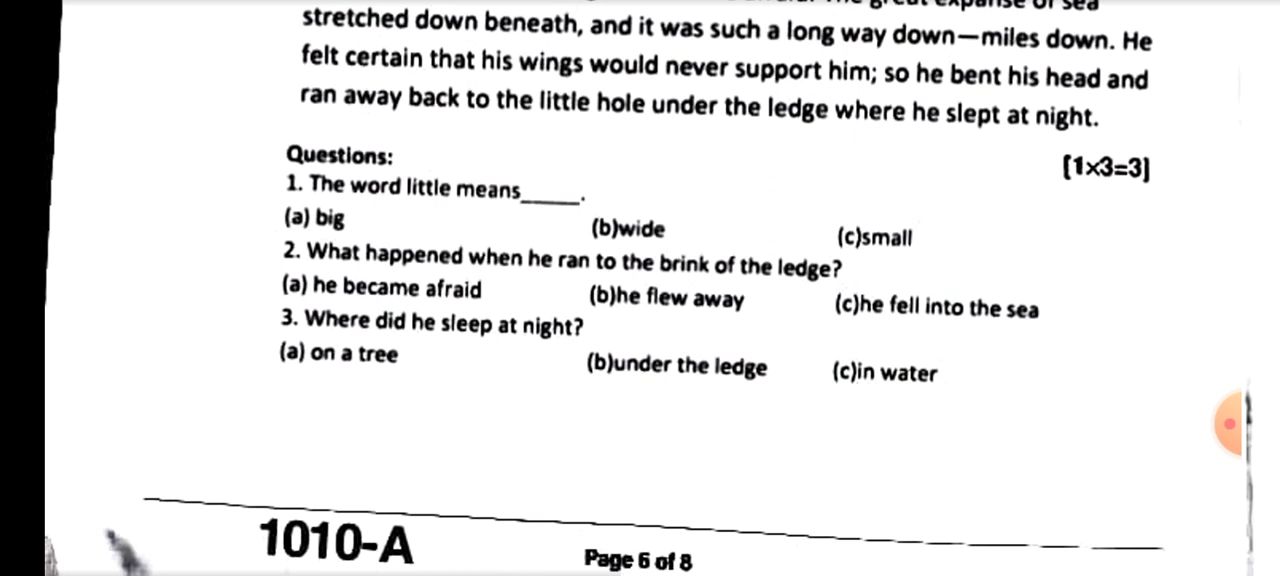 great expanse of sea
stretched down beneath, and it was such a long way down—miles down. He
felt certain that his wings would never support him; so he bent his head and
ran away back to the little hole under the ledge where he slept at night.
Questions: [1×3=3]
1. The word little means_____.
(a) big (b)wide (c)small
2. What happened when he ran to the brink of the ledge?
(a) he became afraid (b)he flew away (c)he fell into the sea
3. Where did he sleep at night?
(a) on a tree (b)under the ledge (c)in water
1010-A Page 6 of 8